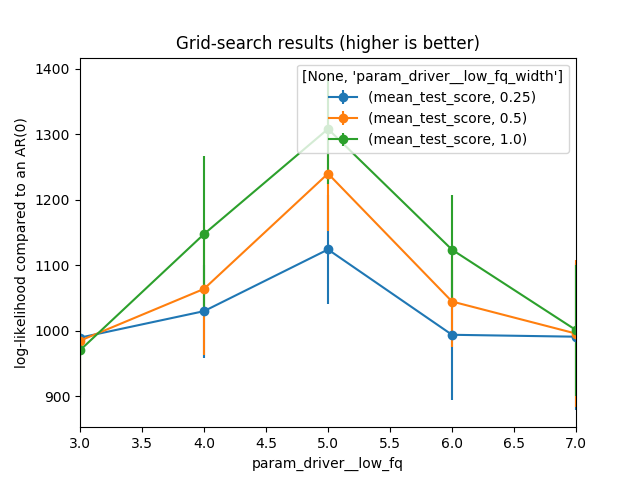 Grid-search results (higher is better)
[None, 'param_driver__low_fq_width']
(mean_test_score, 0.25)
(mean_test_score, 0.5)
(mean_test_score, 1.0)
log-likelihood compared to an AR(0)
1400
1300
1200
1100
1000
900
3.0 3.5 4.0 4.5 5.0 5.5 6.0 6.5 7.0
param_driver__low_fq